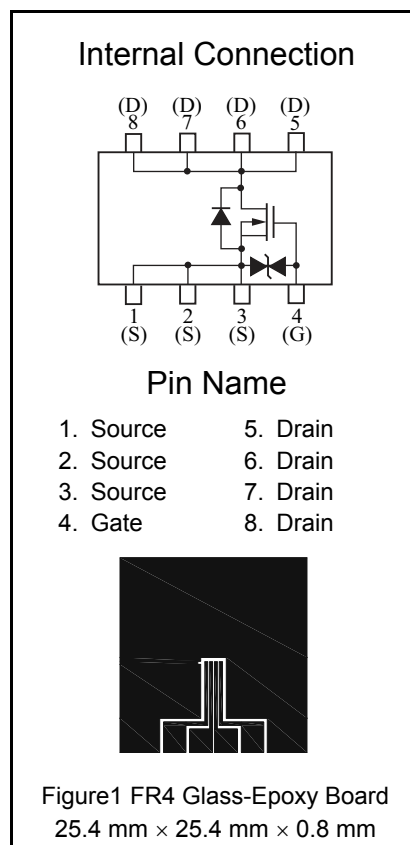 Internal Connection
(D) (D) (D) (D)
8 7 6 5
1 2 3 4
(S) (S) (S) (G)
Pin Name
1. Source 5. Drain
2. Source 6. Drain
3. Source 7. Drain
4. Gate 8. Drain
Figure1 FR4 Glass-Epoxy Board
25.4 mm × 25.4 mm × 0.8 mm